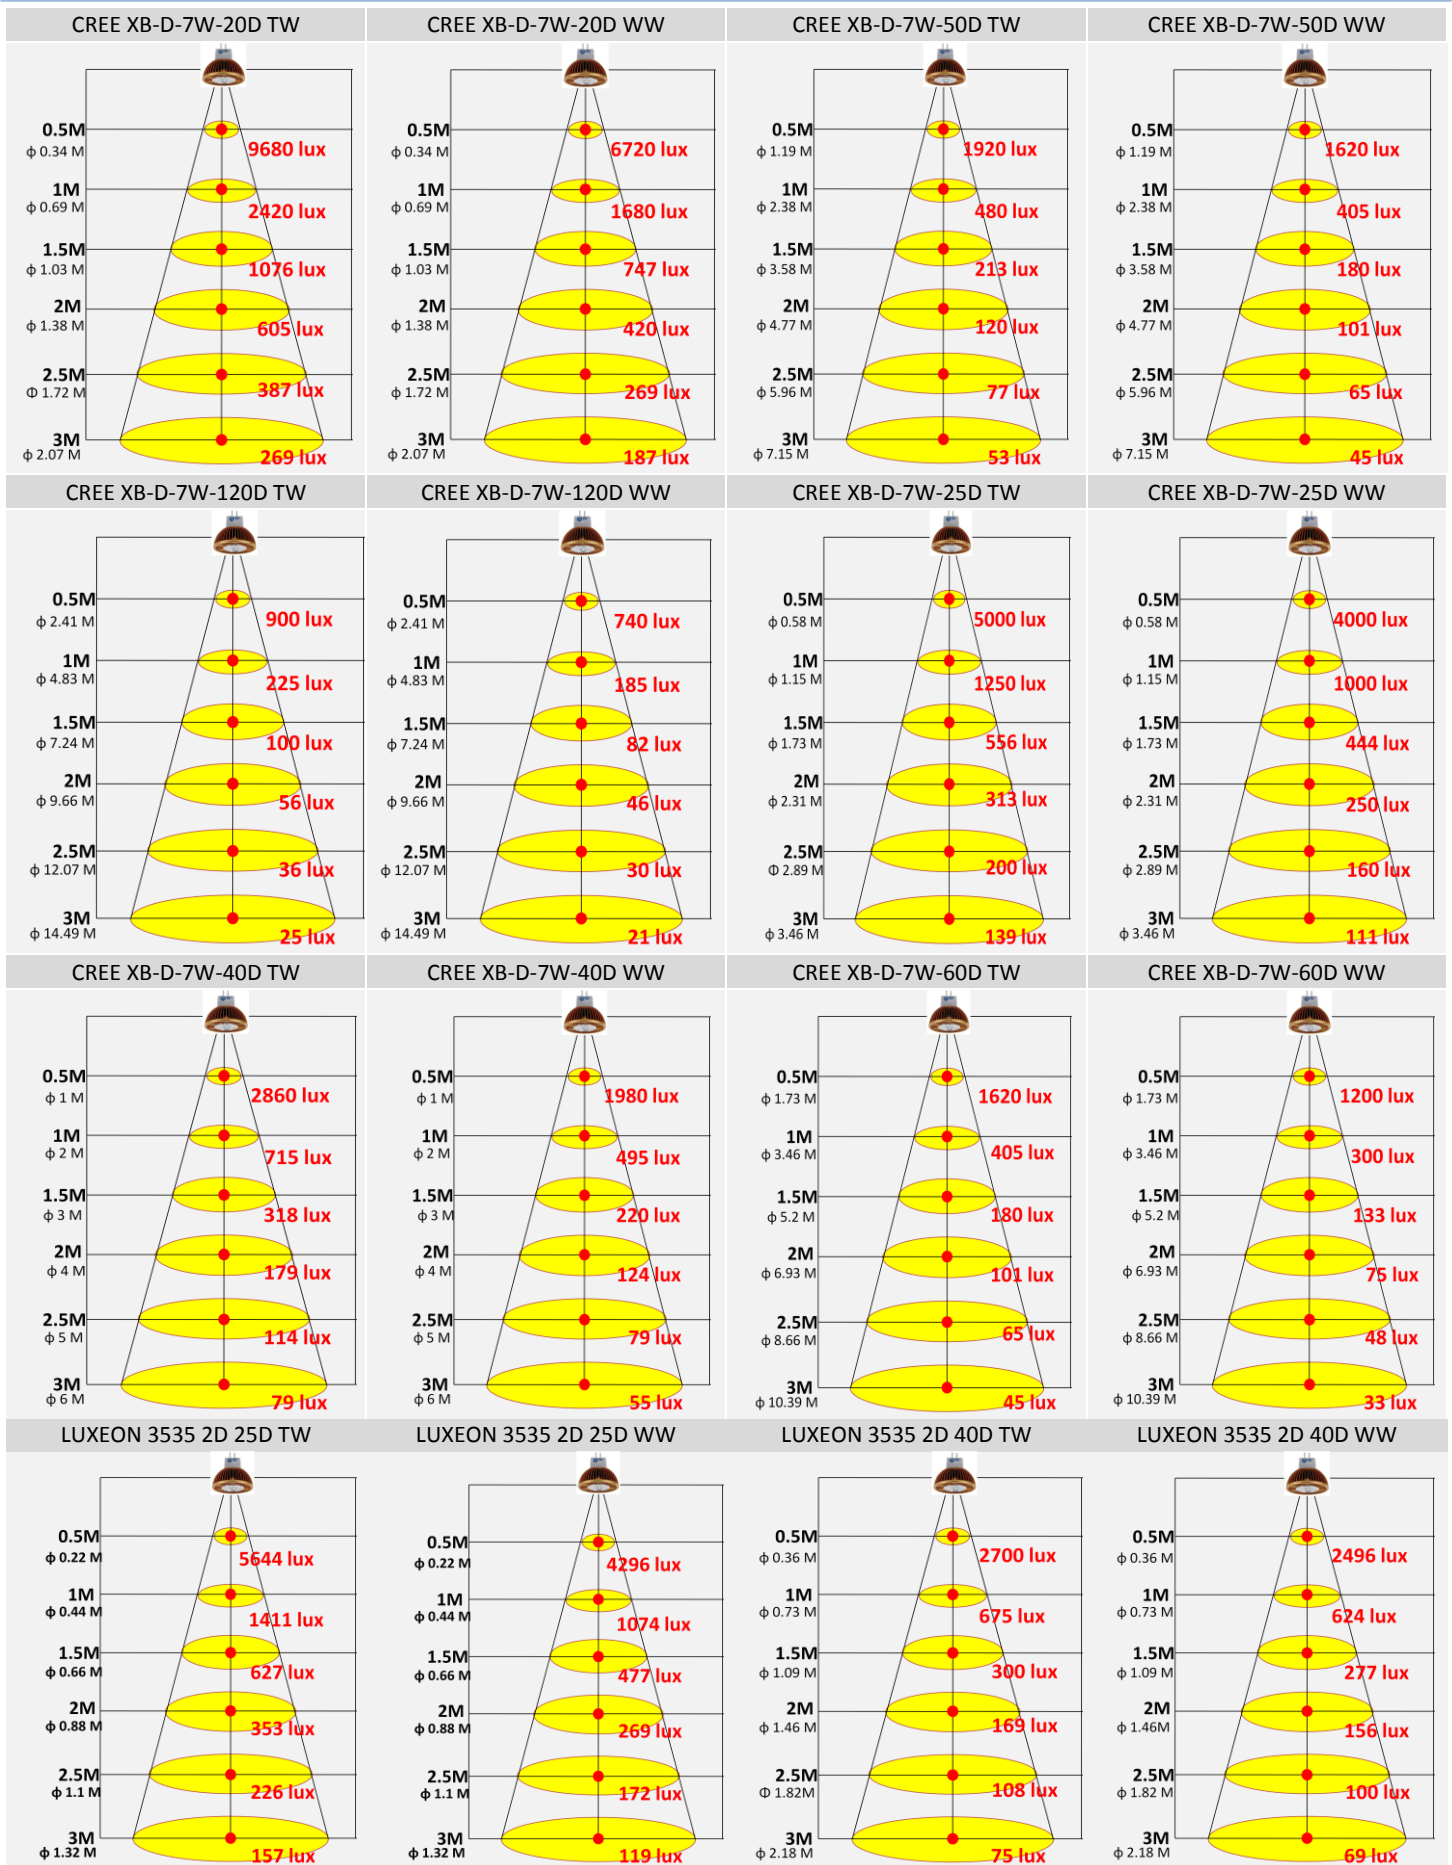 CREE XB-D-7W-20D TW
0.5M
ϕ 0.34 M
9680 lux
1M
ϕ 0.69 M
2420 lux
1.5M
ϕ 1.03 M
1076 lux
2M
ϕ 1.38 M
605 lux
2.5M
Φ 1.72 M
387 lux
3M
ϕ 2.07 M
269 lux
CREE XB-D-7W-20D WW
0.5M
ϕ 0.34 M
6720 lux
1M
ϕ 0.69 M
1680 lux
1.5M
ϕ 1.03 M
747 lux
2M
ϕ 1.38 M
420 lux
2.5M
ϕ 1.72 M
269 lux
3M
ϕ 2.07 M
187 lux
CREE XB-D-7W-50D TW
0.5M
ϕ 1.19 M
1920 lux
1M
ϕ 2.38 M
480 lux
1.5M
ϕ 3.58 M
213 lux
2M
ϕ 4.77 M
120 lux
2.5M
ϕ 5.96 M
77 lux
3M
ϕ 7.15 M
53 lux
CREE XB-D-7W-50D WW
0.5M
ϕ 1.19 M
1620 lux
1M
ϕ 2.38 M
405 lux
1.5M
ϕ 3.58 M
180 lux
2M
ϕ 4.77 M
101 lux
2.5M
ϕ 5.96 M
65 lux
3M
ϕ 7.15 M
45 lux
CREE XB-D-7W-120D TW
0.5M
ϕ 2.41 M
900 lux
1M
ϕ 4.83 M
225 lux
1.5M
ϕ 7.24 M
100 lux
2M
ϕ 9.66 M
56 lux
2.5M
ϕ 12.07 M
36 lux
3M
ϕ 14.49 M
25 lux
CREE XB-D-7W-120D WW
0.5M
ϕ 2.41 M
740 lux
1M
ϕ 4.83 M
185 lux
1.5M
ϕ 7.24 M
82 lux
2M
ϕ 9.66 M
46 lux
2.5M
ϕ 12.07 M
30 lux
3M
ϕ 14.49 M
21 lux
CREE XB-D-7W-25D TW
0.5M
ϕ 0.58 M
5000 lux
1M
ϕ 1.15 M
1250 lux
1.5M
ϕ 1.73 M
556 lux
2M
ϕ 2.31 M
313 lux
2.5M
Φ 2.89 M
200 lux
3M
ϕ 3.46 M
139 lux
CREE XB-D-7W-25D WW
0.5M
ϕ 0.58 M
4000 lux
1M
ϕ 1.15 M
1000 lux
1.5M
ϕ 1.73 M
444 lux
2M
ϕ 2.31 M
250 lux
2.5M
ϕ 2.89 M
160 lux
3M
ϕ 3.46 M
111 lux
CREE XB-D-7W-40D TW
0.5M
ϕ 1 M
2860 lux
1M
ϕ 2 M
715 lux
1.5M
ϕ 3 M
318 lux
2M
ϕ 4 M
179 lux
2.5M
ϕ 5 M
114 lux
3M
ϕ 6 M
79 lux
CREE XB-D-7W-40D WW
0.5M
ϕ 1 M
1980 lux
1M
ϕ 2 M
495 lux
1.5M
ϕ 3 M
220 lux
2M
ϕ 4 M
124 lux
2.5M
ϕ 5 M
79 lux
3M
ϕ 6 M
55 lux
CREE XB-D-7W-60D TW
0.5M
ϕ 1.73 M
1620 lux
1M
ϕ 3.46 M
405 lux
1.5M
ϕ 5.2 M
180 lux
2M
ϕ 6.93 M
101 lux
2.5M
ϕ 8.66 M
65 lux
3M
ϕ 10.39 M
45 lux
CREE XB-D-7W-60D WW
0.5M
ϕ 1.73 M
1200 lux
1M
ϕ 3.46 M
300 lux
1.5M
ϕ 5.2 M
133 lux
2M
ϕ 6.93 M
75 lux
2.5M
ϕ 8.66 M
48 lux
3M
ϕ 10.39 M
33 lux
LUXEON 3535 2D 25D TW
0.5M
ϕ 0.22 M
5644 lux
1M
ϕ 0.44 M
1411 lux
1.5M
ϕ 0.66 M
627 lux
2M
ϕ 0.88 M
353 lux
2.5M
ϕ 1.1 M
226 lux
3M
ϕ 1.32 M
157 lux
LUXEON 3535 2D 25D WW
0.5M
ϕ 0.22 M
4296 lux
1M
ϕ 0.44 M
1074 lux
1.5M
ϕ 0.66 M
477 lux
2M
ϕ 0.88 M
269 lux
2.5M
ϕ 1.1 M
172 lux
3M
ϕ 1.32 M
119 lux
LUXEON 3535 2D 40D TW
0.5M
ϕ 0.36 M
2700 lux
1M
ϕ 0.73 M
675 lux
1.5M
ϕ 1.09 M
300 lux
2M
ϕ 1.46 M
169 lux
2.5M
Φ 1.82M
108 lux
3M
ϕ 2.18 M
75 lux
LUXEON 3535 2D 40D WW
0.5M
ϕ 0.36 M
2496 lux
1M
ϕ 0.73 M
624 lux
1.5M
ϕ 1.09 M
277 lux
2M
ϕ 1.46M
156 lux
2.5M
ϕ 1.82 M
100 lux
3M
ϕ 2.18 M
69 lux